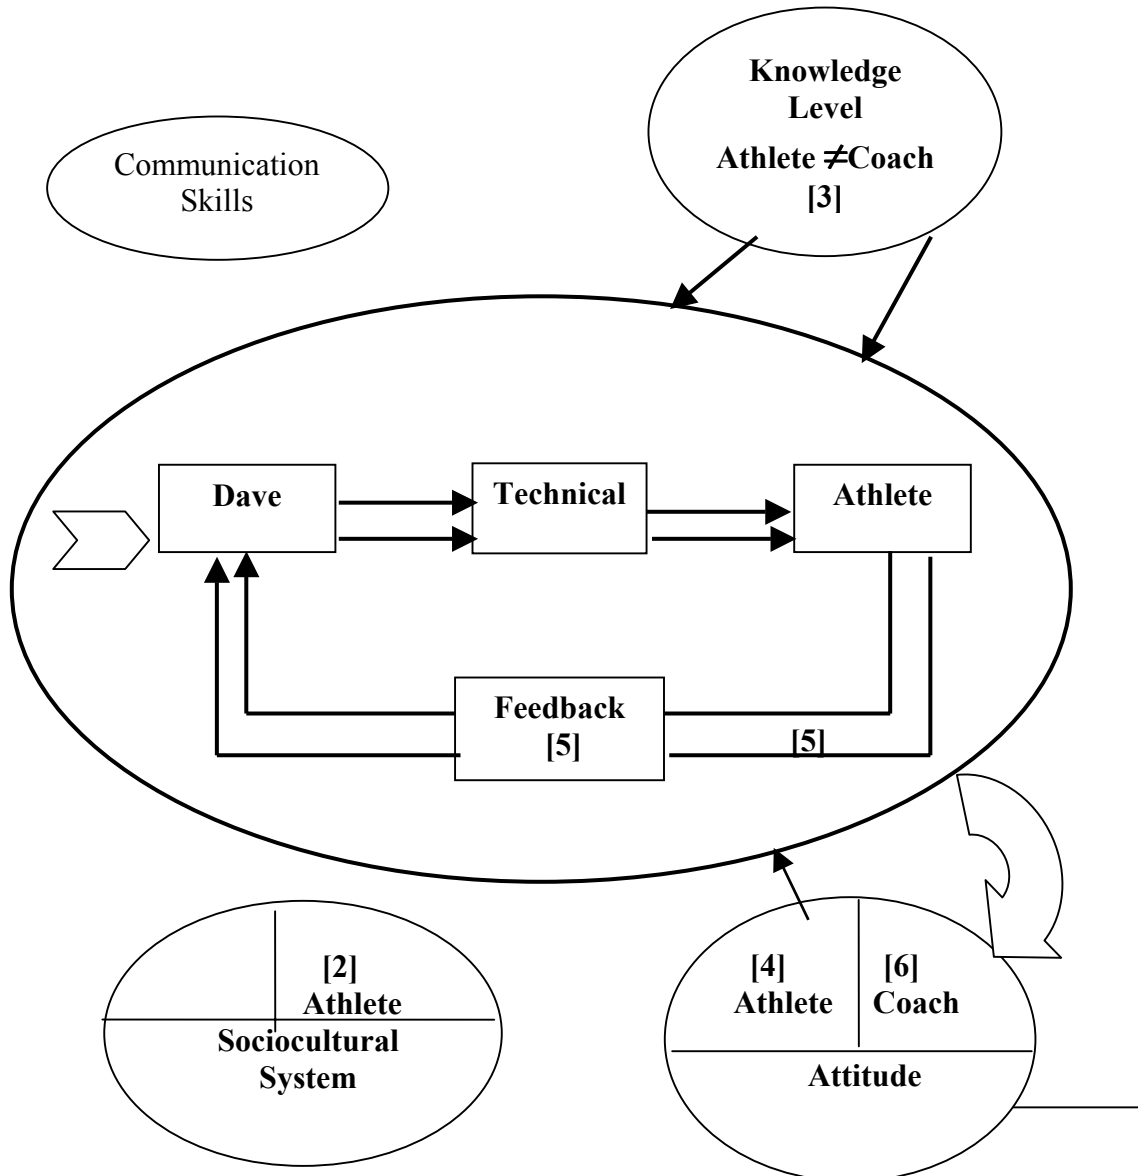 Knowledge
Level
Athlete ≠Coach
[3]
Communication
Skills
Dave
Technical
Athlete
Feedback
[5]
[5]
[2]
Athlete
Sociocultural
System
[4]
Athlete
[6]
Coach
Attitude